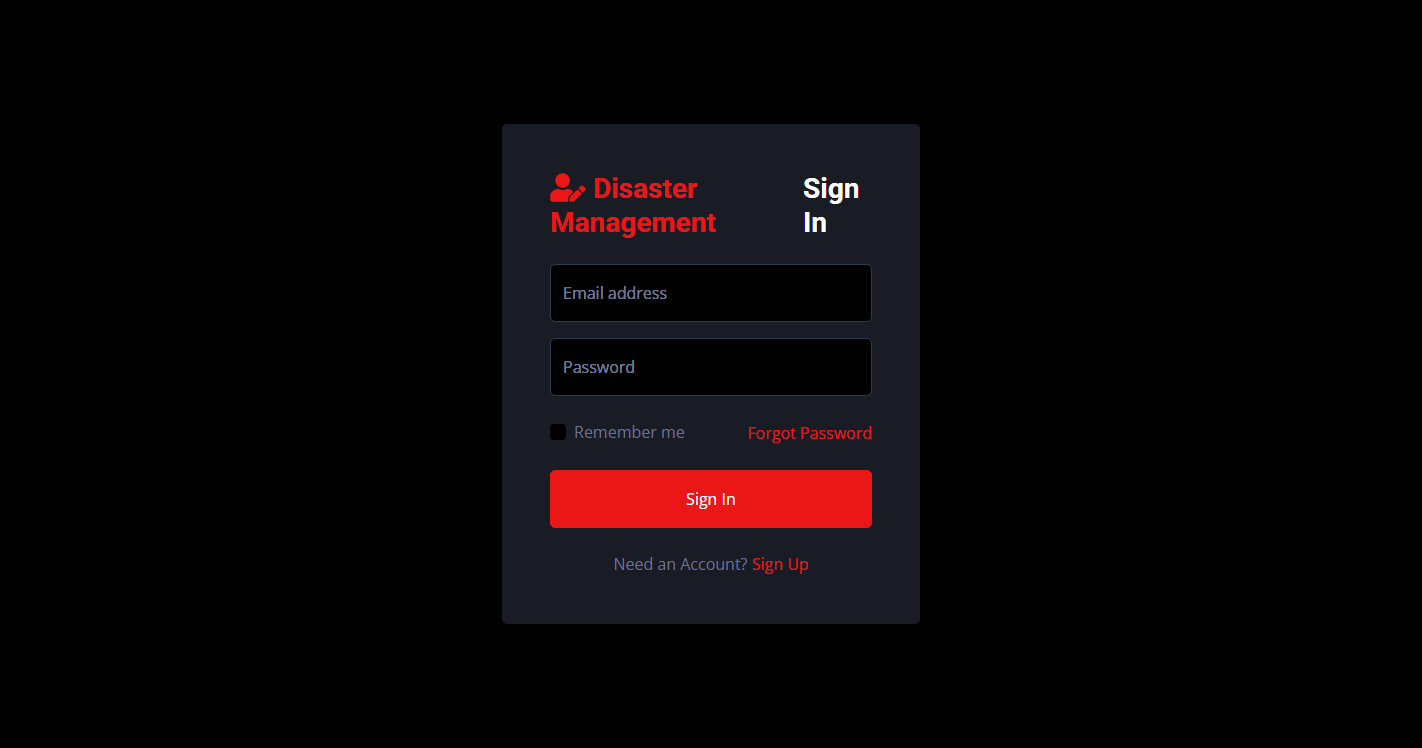 Disaster
Management
Sign
In
Email address
Password
Remember me
Forgot Password
Sign In
Need an Account? Sign Up